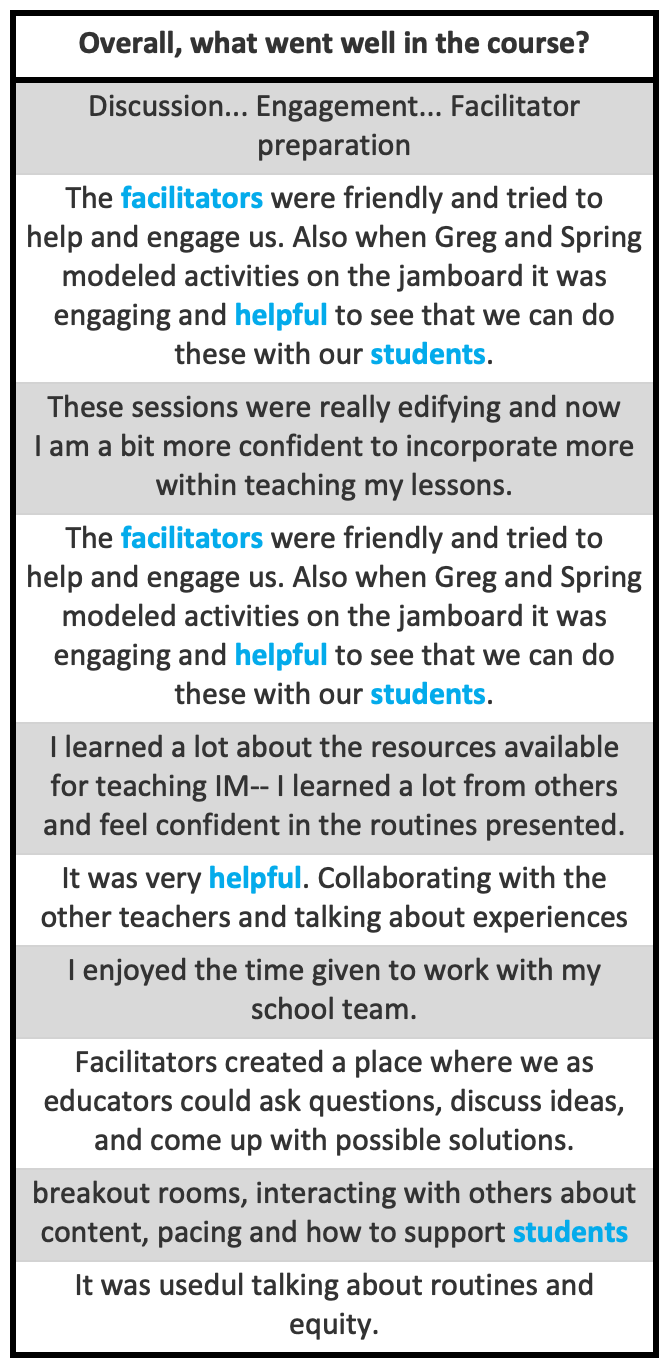 Overall, what went well in the course?
Discussion... Engagement... Facilitator
preparation
The facilitators were friendly and tried to
help and engage us. Also when Greg and Spring
modeled activities on the jamboard it was
engaging and helpful to see that we can do
these with our students.
These sessions were really edifying and now
I am a bit more confident to incorporate more
within teaching my lessons.
The facilitators were friendly and tried to
help and engage us. Also when Greg and Spring
modeled activities on the jamboard it was
engaging and helpful to see that we can do
these with our students.
I learned a lot about the resources available
for teaching IM-- I learned a lot from others
and feel confident in the routines presented.
It was very helpful. Collaborating with the
other teachers and talking about experiences
I enjoyed the time given to work with my
school team.
Facilitators created a place where we as
educators could ask questions, discuss ideas,
and come up with possible solutions.
breakout rooms, interacting with others about
content, pacing and how to support students
It was usedul talking about routines and
equity.